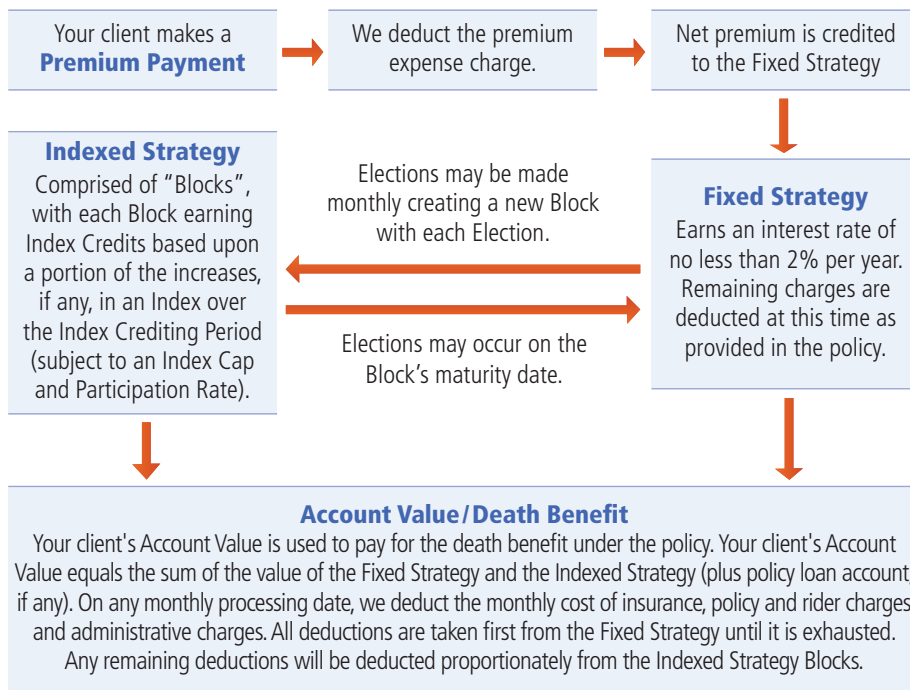 Your client makes a
Premium Payment
We deduct the premium
expense charge.
Net premium is credited
to the Fixed Strategy
Indexed Strategy
Comprised of “Blocks”,
with each Block earning
Index Credits based upon
a portion of the increases,
if any, in an Index over
the Index Crediting Period
(subject to an Index Cap
and Participation Rate).
Elections may be made
monthly creating a new Block
with each Election.
Elections may occur on the
Block’s maturity date.
Fixed Strategy
Earns an interest rate of
no less than 2% per year.
Remaining charges are
deducted at this time as
provided in the policy.
Account Value/Death Benefit
Your client's Account Value is used to pay for the death benefit under the policy. Your client's Account
Value equals the sum of the value of the Fixed Strategy and the Indexed Strategy (plus policy loan account,
if any). On any monthly processing date, we deduct the monthly cost of insurance, policy and rider charges
and administrative charges. All deductions are taken first from the Fixed Strategy until it is exhausted.
Any remaining deductions will be deducted proportionately from the Indexed Strategy Blocks.